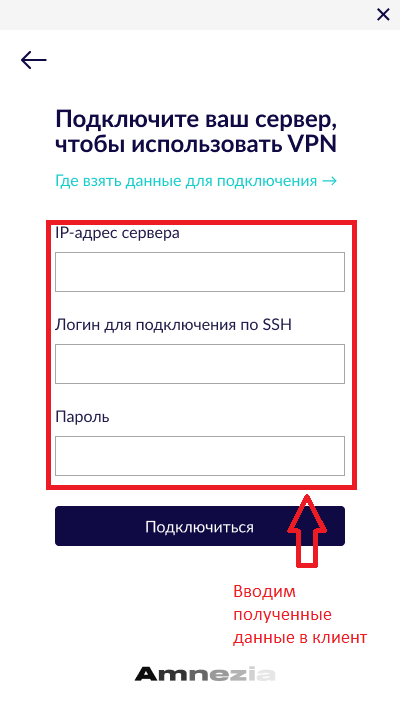 Подключите ваш сервер,
чтобы использовать VPN
Где взять данные для подключения →
IP-адрес сервера
Логин для подключения по SSH
Пароль
Подключиться
Вводим
полученные
данные в клиент
Amnezia